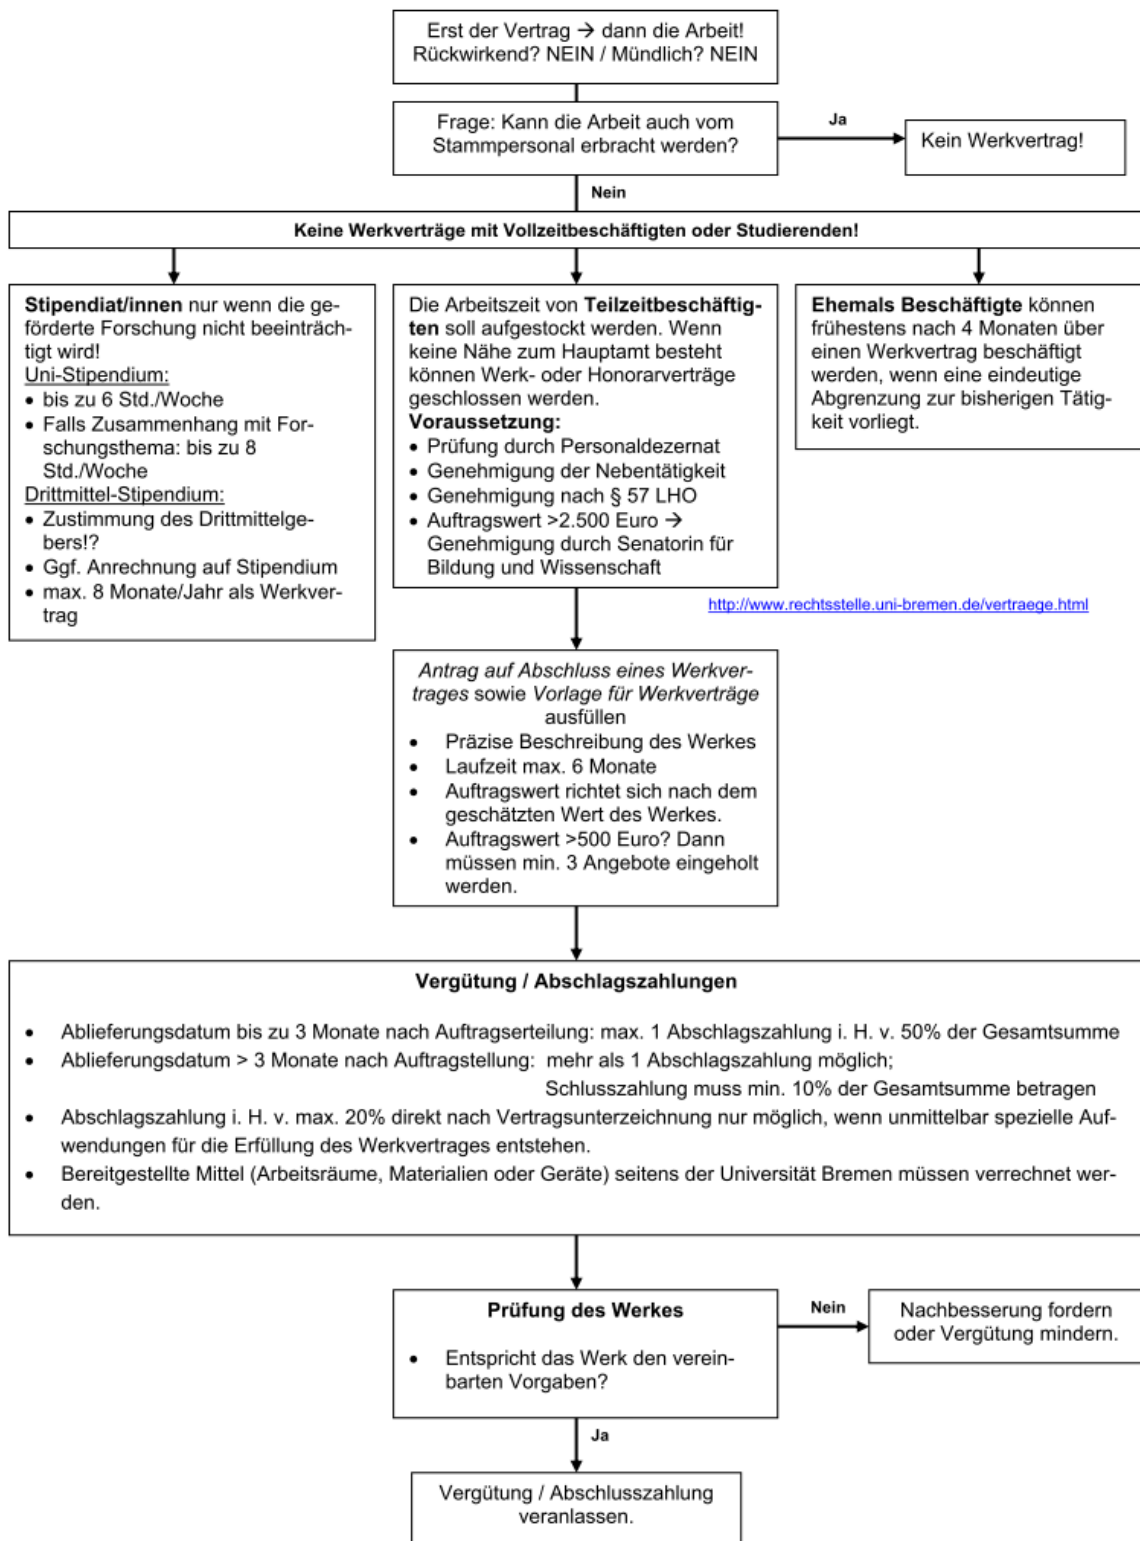 Erst der Vertrag → dann die Arbeit!
Rückwirkend? NEIN / Mündlich? NEIN
Frage: Kann die Arbeit auch vom
Stammpersonal erbracht werden?
Ja
Kein Werkvertrag!
Nein
Keine Werkverträge mit Vollzeitbeschäftigten oder Studierenden!
Stipendiat/innen nur wenn die ge-
förderte Forschung nicht beeinträch-
tigt wird!
Uni-Stipendium:
• bis zu 6 Std./Woche
• Falls Zusammenhang mit For-
schungsthema: bis zu 8
Std./Woche
Drittmittel-Stipendium:
• Zustimmung des Drittmittelge-
bers!?
• Ggf. Anrechnung auf Stipendium
• max. 8 Monate/Jahr als Werkver-
trag
Die Arbeitszeit von Teilzeitbeschäftig-
ten soll aufgestockt werden. Wenn
keine Nähe zum Hauptamt besteht
können Werk- oder Honorarverträge
geschlossen werden.
Voraussetzung:
• Prüfung durch Personaldezernat
• Genehmigung der Nebentätigkeit
• Genehmigung nach § 57 LHO
• Auftragswert >2.500 Euro →
Genehmigung durch Senatorin für
Bildung und Wissenschaft
Ehemals Beschäftigte können
frühestens nach 4 Monaten über
einen Werkvertrag beschäftigt
werden, wenn eine eindeutige
Abgrenzung zur bisherigen Tätig-
keit vorliegt.
http://www.rechtsstelle.uni-bremen.de/vertraege.html
Antrag auf Abschluss eines Werkver-
trages sowie Vorlage für Werkverträge
ausfüllen
• Präzise Beschreibung des Werkes
• Laufzeit max. 6 Monate
• Auftragswert richtet sich nach dem
geschätzten Wert des Werkes.
• Auftragswert >500 Euro? Dann
müssen min. 3 Angebote eingeholt
werden.
Vergütung / Abschlagszahlungen
• Ablieferungsdatum bis zu 3 Monate nach Auftragserteilung: max. 1 Abschlagszahlung i. H. v. 50% der Gesamtsumme
• Ablieferungsdatum > 3 Monate nach Auftragstellung: mehr als 1 Abschlagszahlung möglich;
Schlusszahlung muss min. 10% der Gesamtsumme betragen
• Abschlagszahlung i. H. v. max. 20% direkt nach Vertragsunterzeichnung nur möglich, wenn unmittelbar spezielle Auf-
wendungen für die Erfüllung des Werkvertrages entstehen.
• Bereitgestellte Mittel (Arbeitsräume, Materialien oder Geräte) seitens der Universität Bremen müssen verrechnet wer-
den.
Prüfung des Werkes
• Entspricht das Werk den verein-
barten Vorgaben?
Nein
Nachbesserung fordern
oder Vergütung mindern.
Ja
Vergütung / Abschlusszahlung
veranlassen.